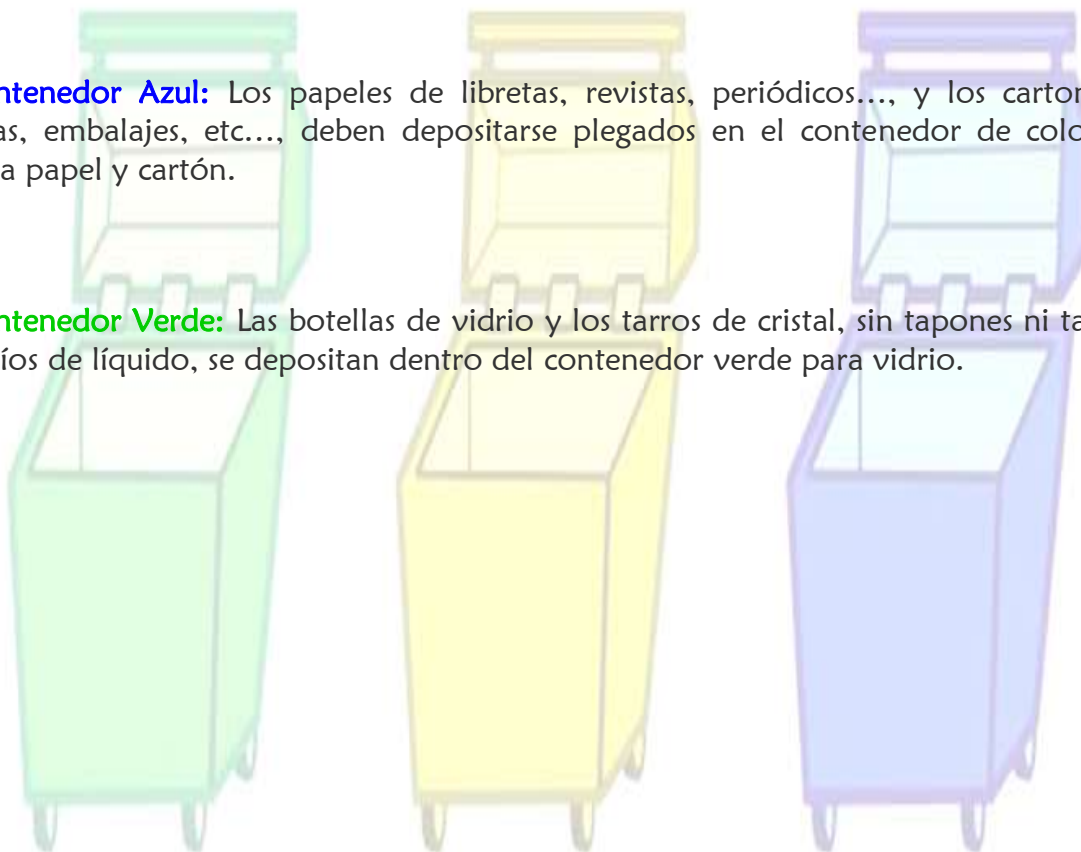 ntenedor Azul: Los papeles de libretas, revistas, periódicos..., y los carton
as, embalajes, etc..., deben depositarse plegados en el contenedor de colo
a papel y cartón.
ntenedor Verde: Las botellas de vidrio y los tarros de cristal, sin tapones ni ta
íos de líquido, se depositan dentro del contenedor verde para vidrio.